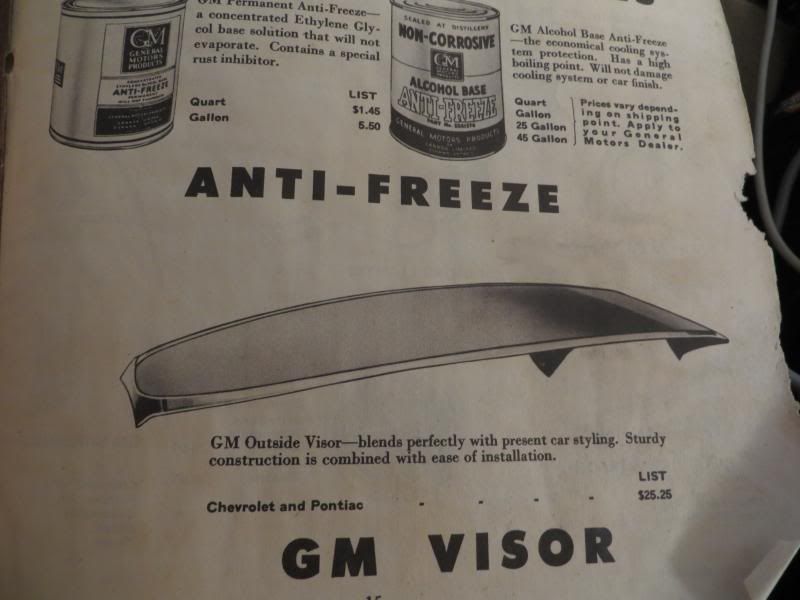 GM Permanent Anti-Freeze—
a concentrated Ethylene Gly-
col base solution that will not
evaporate. Contains a special
rust inhibitor.
LIST
Quart $1.45
Gallon 5.50
GM
GENERAL
MOTORS
PRODUCTS
ANTI-FREEZE
SEALED AT DISTILLERY
NON-CORROSIVE
GM
ALCOHOL BASE
ANTI-FREEZE
GENERAL MOTORS PRODUCTS
GM Alcohol Base Anti-Freeze
—the economical cooling sys-
tem protection. Has a high
boiling point. Will not damage
cooling system or car finish.
Quart
Gallon
25 Gallon
45 Gallon
Prices vary depend-
ing on shipping
point. Apply to
your General
Motors Dealer.
ANTI-FREEZE
GM Outside Visor—blends perfectly with present car styling. Sturdy
construction is combined with ease of installation.
LIST
Chevrolet and Pontiac - - - - $25.25
GM VISOR
15